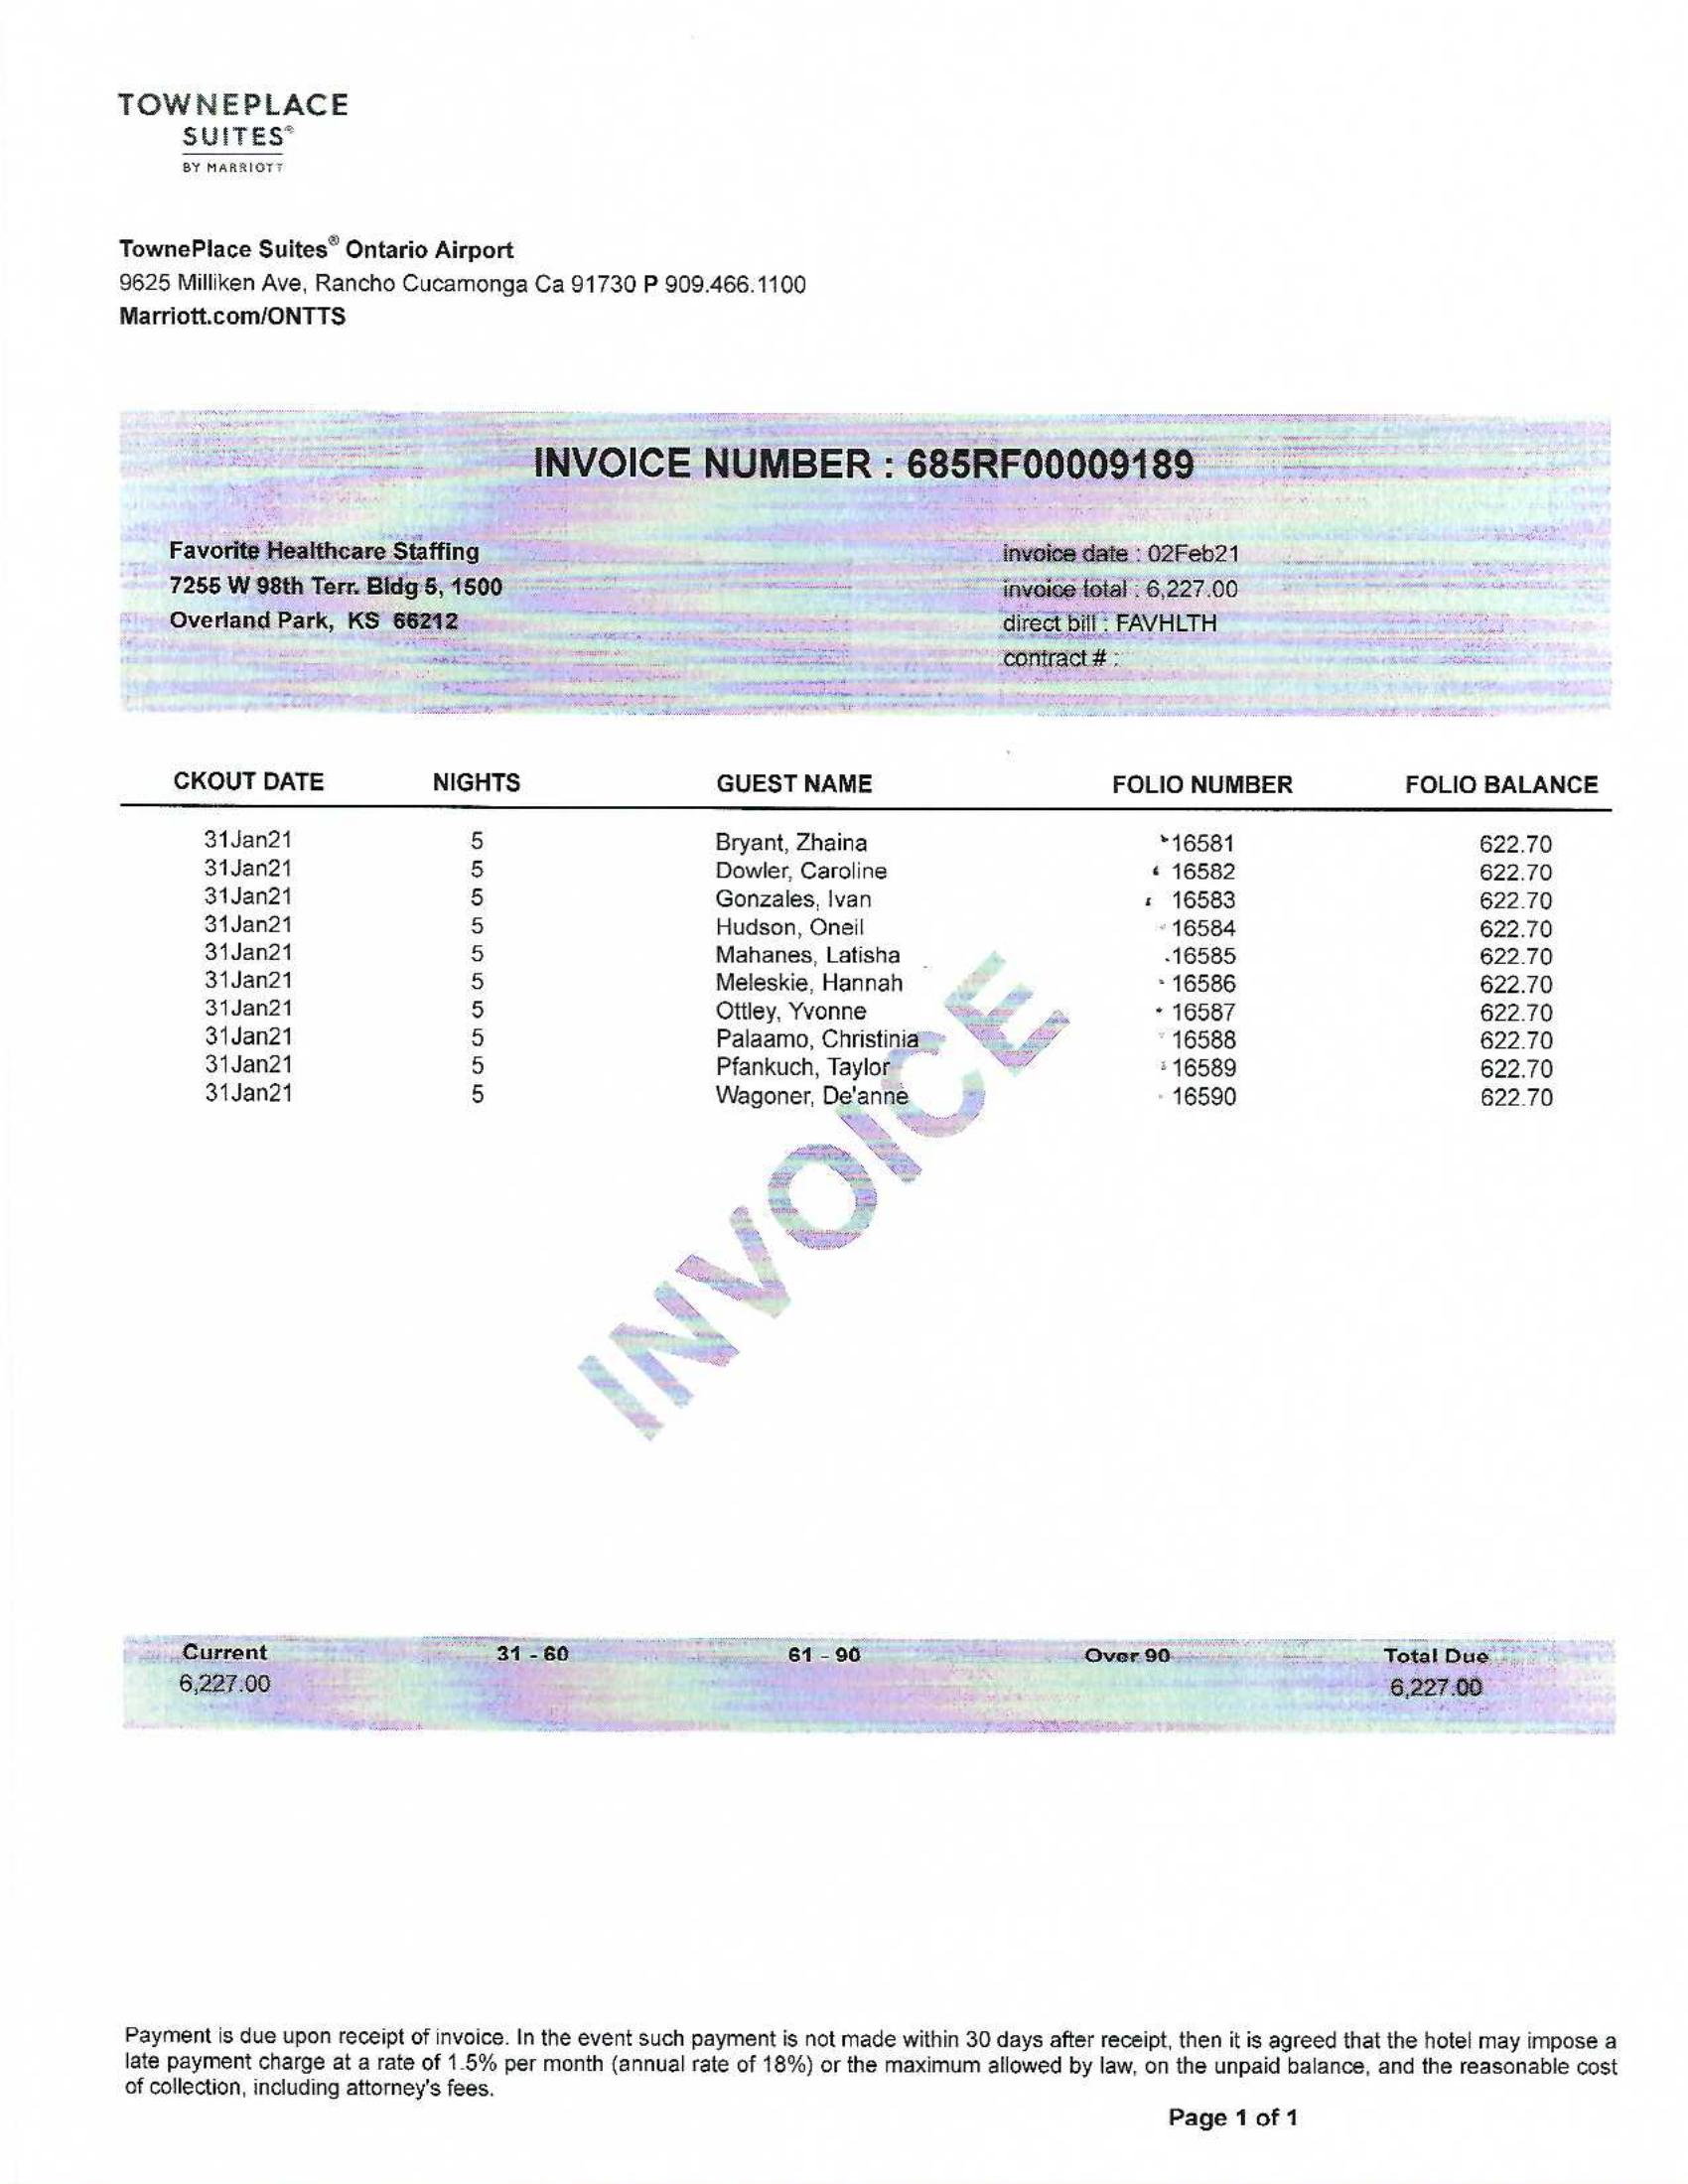 TOWNEPLACE
SUITES®
BY MARRIOTT
TownePlace Suites® Ontario Airport
9625 Milliken Ave, Rancho Cucamonga Ca 91730 P 909.466.1100
Marriott.com/ONTTS
INVOICE NUMBER : 685RF00009189
Favorite Healthcare Staffing
7255 W 98th Terr. Bldg 5, 1500
Overland Park, KS 66212
invoice date : 02Feb21
invoice total : 6,227.00
direct bill : FAVHLTH
contract # :
CKOUT DATE NIGHTS GUEST NAME FOLIO NUMBER FOLIO BALANCE
31Jan21 5 Bryant, Zhaina 16581 622.70
31Jan21 5 Dowler, Caroline 16582 622.70
31Jan21 5 Gonzales, Ivan 16583 622.70
31Jan21 5 Hudson, Oneil 16584 622.70
31Jan21 5 Mahanes, Latisha 16585 622.70
31Jan21 5 Meleskie, Hannah 16586 622.70
31Jan21 5 Ottley, Yvonne 16587 622.70
31Jan21 5 Palaamo, Christinia 16588 622.70
31Jan21 5 Pfankuch, Taylor 16589 622.70
31Jan21 5 Wagoner, De'anne 16590 622.70
INVOICE
Current 31 - 60 61 - 90 Over 90 Total Due
6,227.00 6,227.00
Payment is due upon receipt of invoice. In the event such payment is not made within 30 days after receipt, then it is agreed that the hotel may impose a
late payment charge at a rate of 1.5% per month (annual rate of 18%) or the maximum allowed by law, on the unpaid balance, and the reasonable cost
of collection, including attorney's fees.
Page 1 of 1